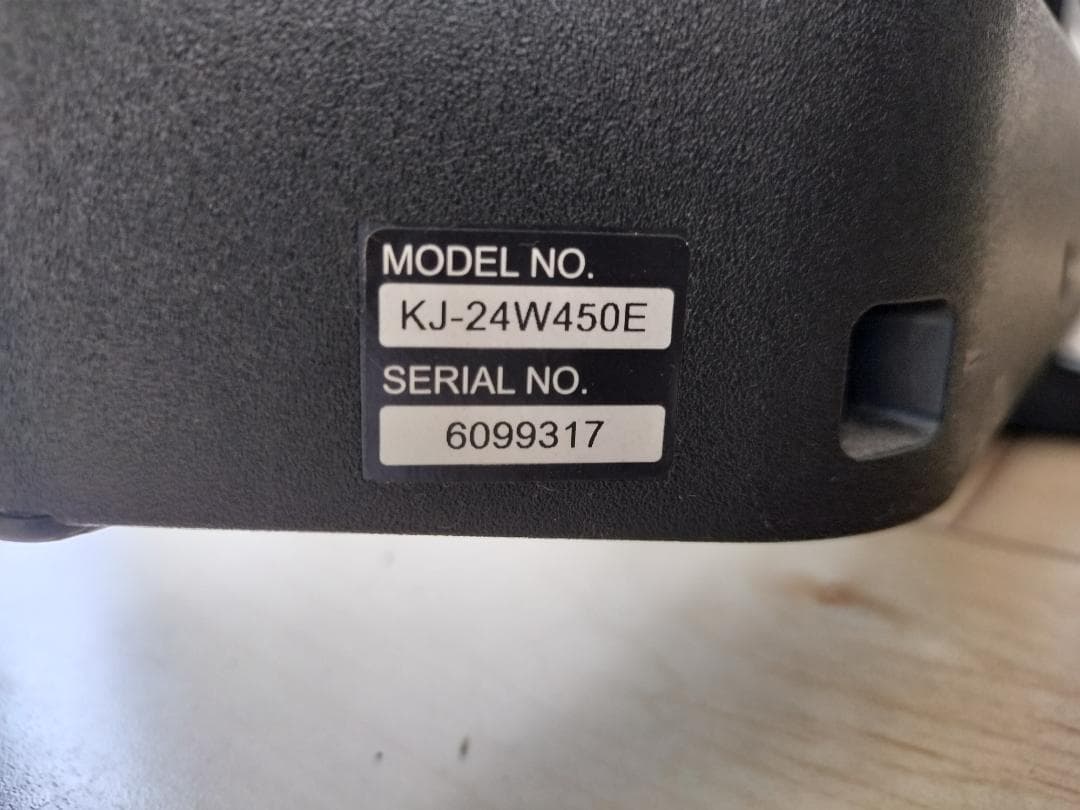 MODEL NO.
KJ-24W450E
SERIAL NO.
6099317